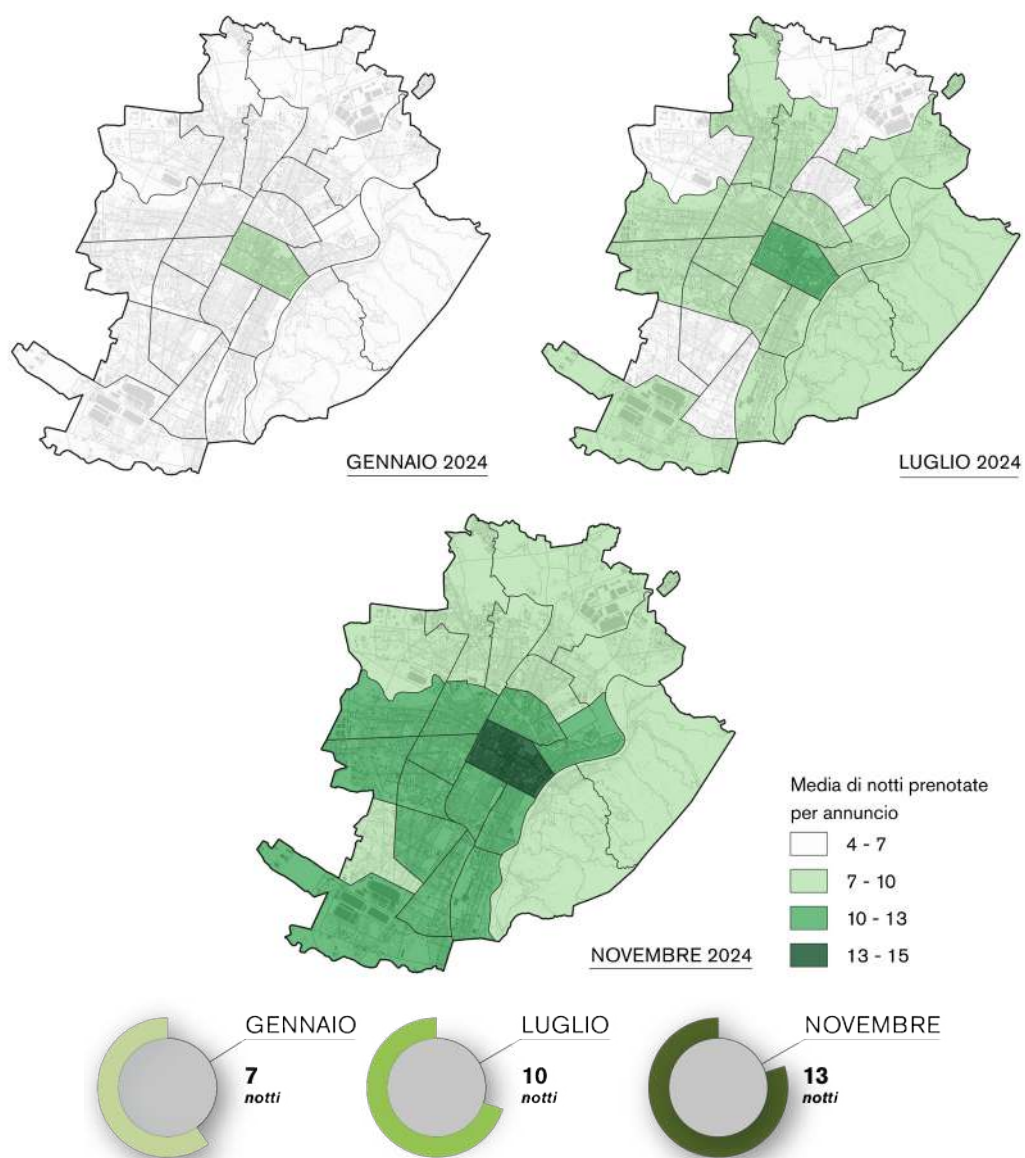 GENNAIO 2024
LUGLIO 2024
Media di notti prenotate
per annuncio
4 - 7
7 - 10
10 - 13
13 - 15
NOVEMBRE 2024
GENNAIO
7
notti
LUGLIO
10
notti
NOVEMBRE
13
notti